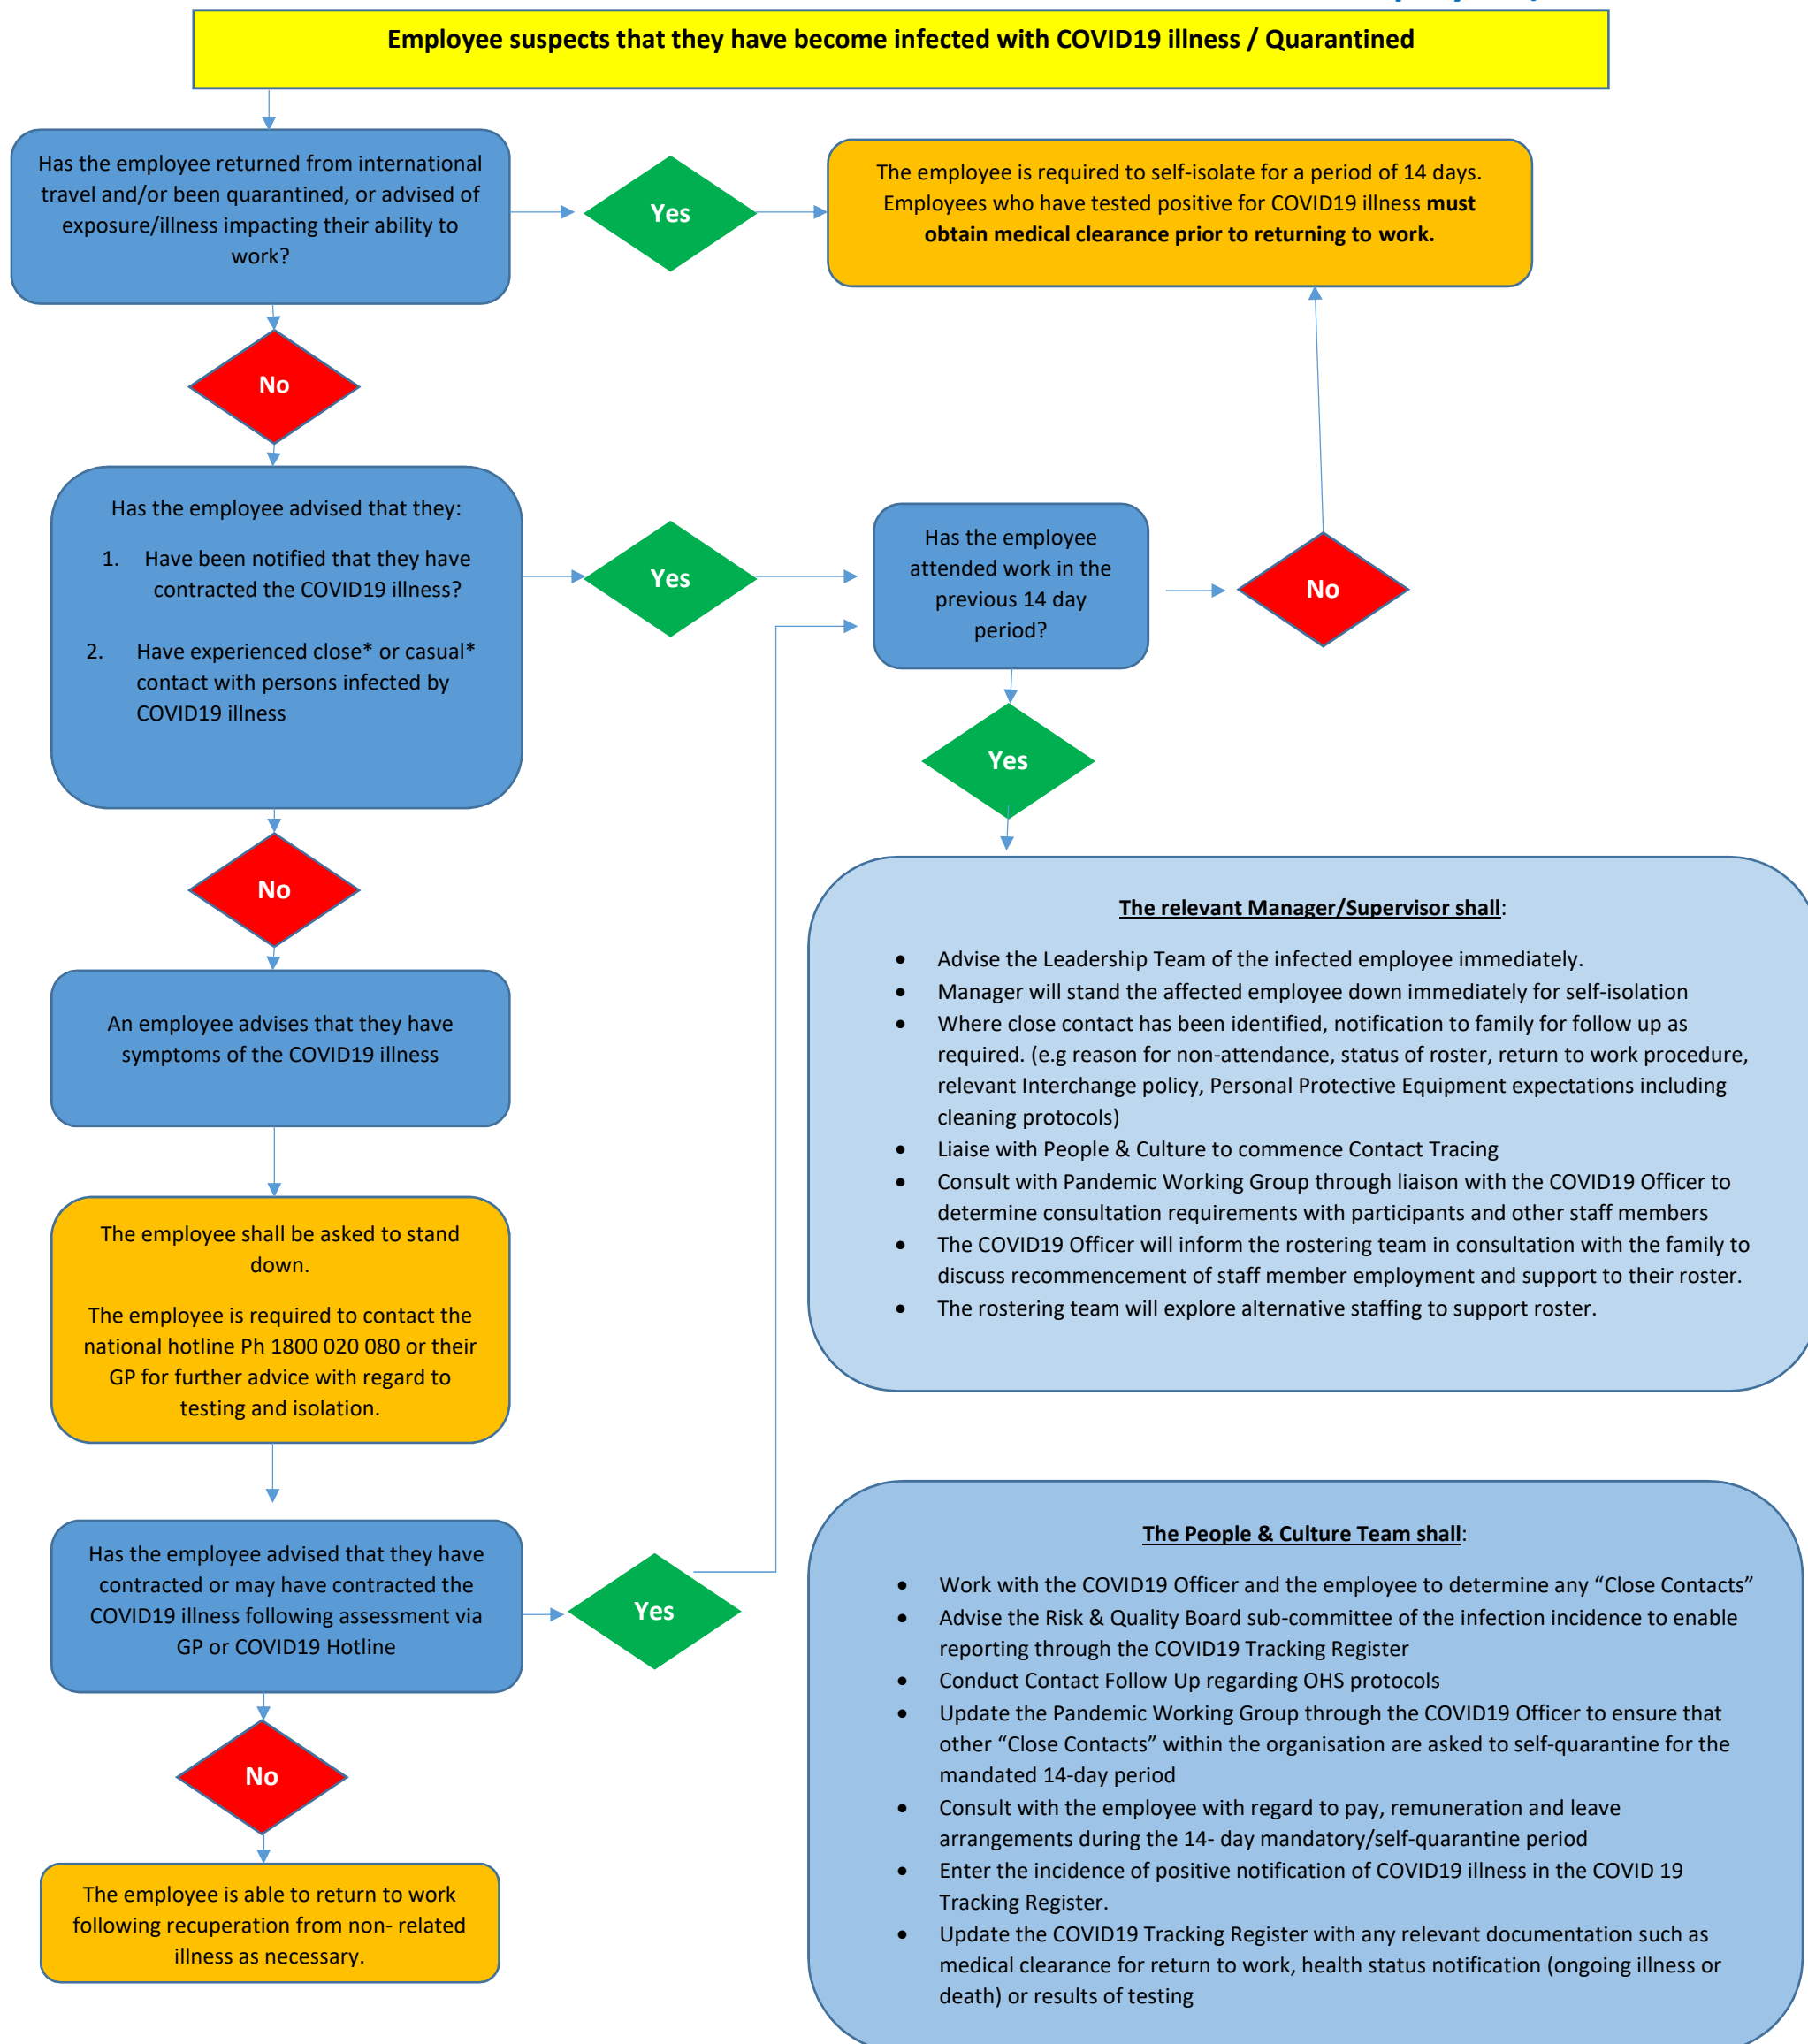 Employee suspects that they have become infected with COVID19 illness / Quarantined
Has the employee returned from international
travel and/or been quarantined, or advised of
exposure/illness impacting their ability to
work?
Yes
The employee is required to self-isolate for a period of 14 days.
Employees who have tested positive for COVID19 illness must
obtain medical clearance prior to returning to work.
No
Has the employee advised that they:
1. Have been notified that they have
contracted the COVID19 illness?
2. Have experienced close* or casual*
contact with persons infected by
COVID19 illness
Yes
Has the employee
attended work in the
previous 14 day
period?
No
Yes
No
The relevant Manager/Supervisor shall:
• Advise the Leadership Team of the infected employee immediately.
• Manager will stand the affected employee down immediately for self-isolation
• Where close contact has been identified, notification to family for follow up as
required. (e.g reason for non-attendance, status of roster, return to work procedure,
relevant Interchange policy, Personal Protective Equipment expectations including
cleaning protocols)
• Liaise with People & Culture to commence Contact Tracing
• Consult with Pandemic Working Group through liaison with the COVID19 Officer to
determine consultation requirements with participants and other staff members
• The COVID19 Officer will inform the rostering team in consultation with the family to
discuss recommencement of staff member employment and support to their roster.
• The rostering team will explore alternative staffing to support roster.
An employee advises that they have
symptoms of the COVID19 illness
The employee shall be asked to stand
down.
The employee is required to contact the
national hotline Ph 1800 020 080 or their
GP for further advice with regard to
testing and isolation.
Has the employee advised that they have
contracted or may have contracted the
COVID19 illness following assessment via
GP or COVID19 Hotline
Yes
No
The employee is able to return to work
following recuperation from non- related
illness as necessary.
The People & Culture Team shall:
• Work with the COVID19 Officer and the employee to determine any “Close Contacts”
• Advise the Risk & Quality Board sub-committee of the infection incidence to enable
reporting through the COVID19 Tracking Register
• Conduct Contact Follow Up regarding OHS protocols
• Update the Pandemic Working Group through the COVID19 Officer to ensure that
other “Close Contacts” within the organisation are asked to self-quarantine for the
mandated 14-day period
• Consult with the employee with regard to pay, remuneration and leave
arrangements during the 14- day mandatory/self-quarantine period
• Enter the incidence of positive notification of COVID19 illness in the COVID 19
Tracking Register.
• Update the COVID19 Tracking Register with any relevant documentation such as
medical clearance for return to work, health status notification (ongoing illness or
death) or results of testing